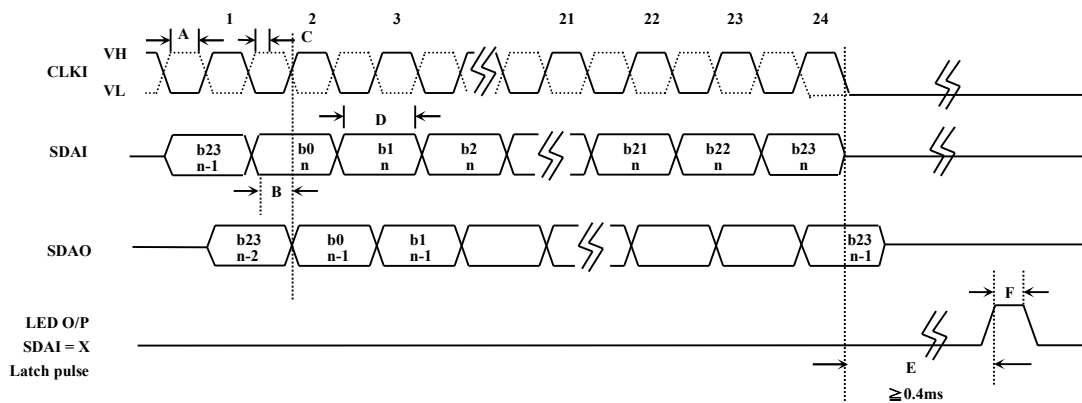 A 1 C 2 3 21 22 23 24
VH
CLKI
VL
D
SDAI b23 b0 b1 b2 b21 b22 b23
n-1 n n n n n n
B
SDAO b23 b0 b1 b23
n-2 n-1 n-1 n-1
F
LED O/P
SDAI = X
Latch pulse
E
≧0.4ms